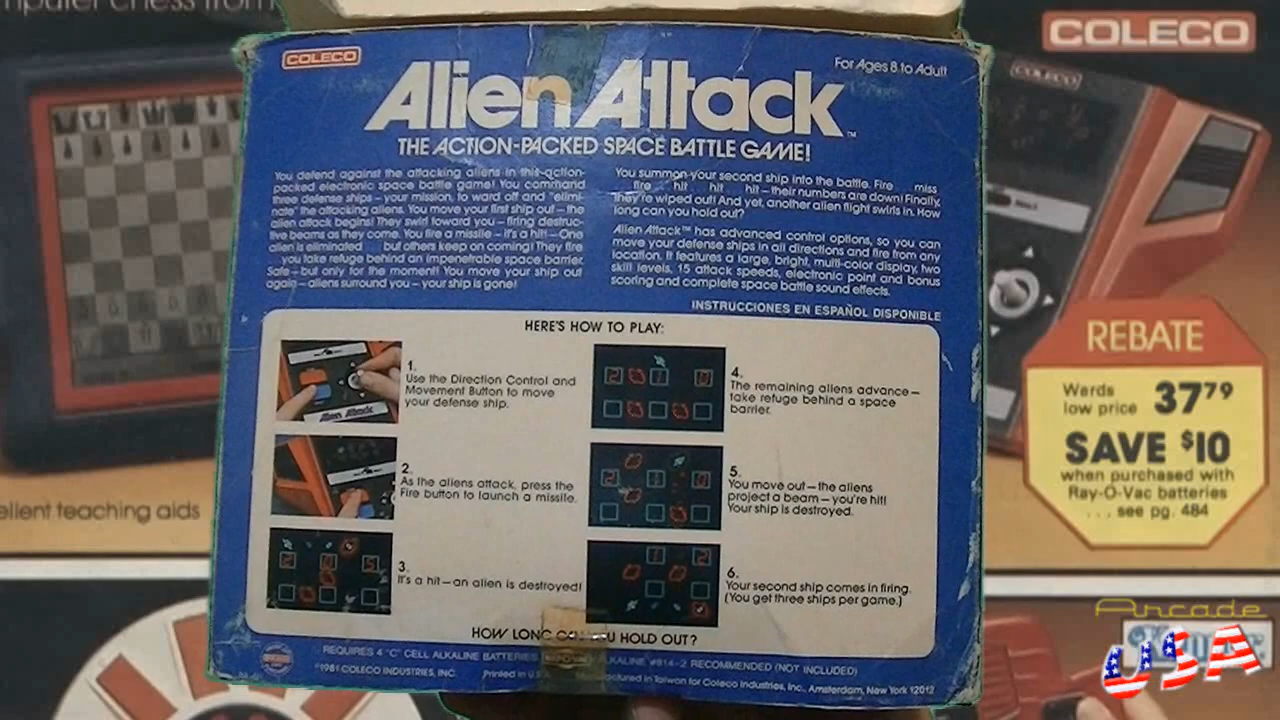 mputer chess from
COLECO
COLECO
COLECO
Alien Attack™
For Ages 8 to Adult
THE ACTION-PACKED SPACE BATTLE GAME!
You defend against the attacking aliens in this action-
packed electronic space battle game! You command
three defense ships – your mission, to ward off and "elimi-
nate" the attacking aliens. You move your first ship out – the
alien attack begins! They swirl toward you – firing destruc-
tive beams as they come. You fire a missile – it's a hit! – One
alien is eliminated ... but others keep on coming! They fire
... you take refuge behind an impenetrable space barrier.
Safe – but only for the moment! You move your ship out
again – aliens surround you – your ship is gone!
You summon your second ship into the battle. Fire ... miss
... fire ... hit ... hit ... hit – their numbers are down! Finally,
they're wiped out! And yet, another alien flight swirls in. How
long can you hold out?
Alien Attack™ has advanced control options, so you can
move your defense ships in all directions and fire from any
location. It features a large, bright, multi-color display, two
skill levels, 15 attack speeds, electronic point and bonus
scoring and complete space battle sound effects.
INSTRUCCIONES EN ESPAÑOL DISPONIBLE
HERE'S HOW TO PLAY:
1.
Use the Direction Control and
Movement Button to move
your defense ship.
Alien Attack
2.
As the aliens attack, press the
Fire button to launch a missile.
3.
It's a hit – an alien is destroyed!
4.
The remaining aliens advance –
take refuge behind a space
barrier.
5.
You move out – the aliens
project a beam – you're hit!
Your ship is destroyed.
6.
Your second ship comes in firing.
(You get three ships per game.)
HOW LONG CAN YOU HOLD OUT?
REQUIRES 4 "C" CELL ALKALINE BATTERIES ALKALINE #814-2 RECOMMENDED (NOT INCLUDED)
©1981 COLECO INDUSTRIES, INC. Printed in U.S.A. Manufactured in Taiwan for Coleco Industries, Inc., Amsterdam, New York 12012
REBATE
Wards
low price 37⁷⁹
SAVE $10
when purchased with
Ray-O-Vac batteries
. . . see pg. 484
ellent teaching aids
Arcade
USA